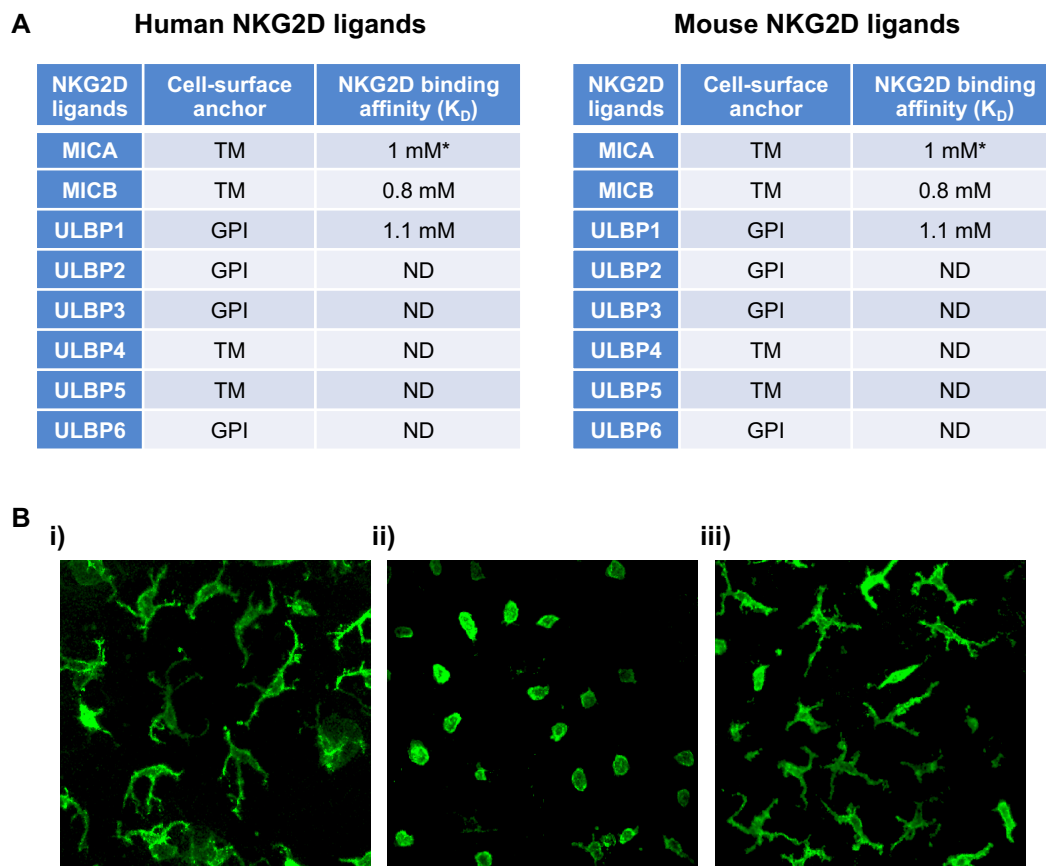 A
Human NKG2D ligands
Mouse NKG2D ligands
NKG2D ligands Cell-surface anchor NKG2D binding affinity (KD)
MICA TM 1 mM*
MICB TM 0.8 mM
ULBP1 GPI 1.1 mM
ULBP2 GPI ND
ULBP3 GPI ND
ULBP4 TM ND
ULBP5 TM ND
ULBP6 GPI ND
NKG2D ligands Cell-surface anchor NKG2D binding affinity (KD)
MICA TM 1 mM*
MICB TM 0.8 mM
ULBP1 GPI 1.1 mM
ULBP2 GPI ND
ULBP3 GPI ND
ULBP4 TM ND
ULBP5 TM ND
ULBP6 GPI ND
B
i)
ii)
iii)